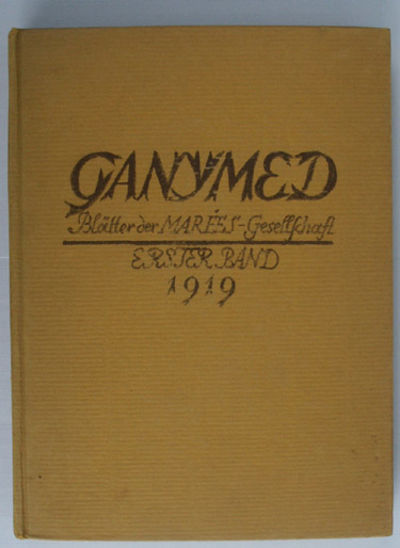 GANYMED
Blätter der MARÉES-Gesellschaft
ERSTER BAND
1919